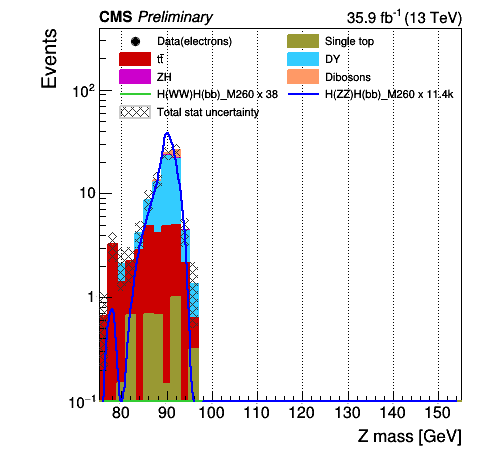 CMS Preliminary 35.9 fb⁻¹ (13 TeV)
Events
Data(electrons) Single top
tt̄ DY
ZH Dibosons
H(WW)H(bb)_M260 x 38 H(ZZ)H(bb)_M260 x 11.4k
Total stat uncertainty
10²
10
1
10⁻¹
80 90 100 110 120 130 140 150
Z mass [GeV]